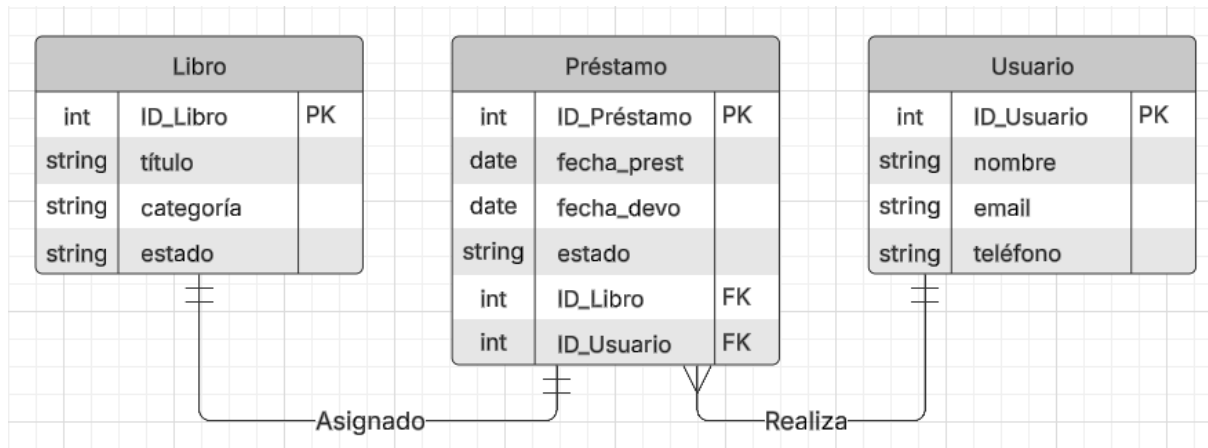 Libro
int ID_Libro PK
string título
string categoría
string estado
Préstamo
int ID_Préstamo PK
date fecha_prest
date fecha_devo
string estado
int ID_Libro FK
int ID_Usuario FK
Usuario
int ID_Usuario PK
string nombre
string email
string teléfono
Asignado
Realiza